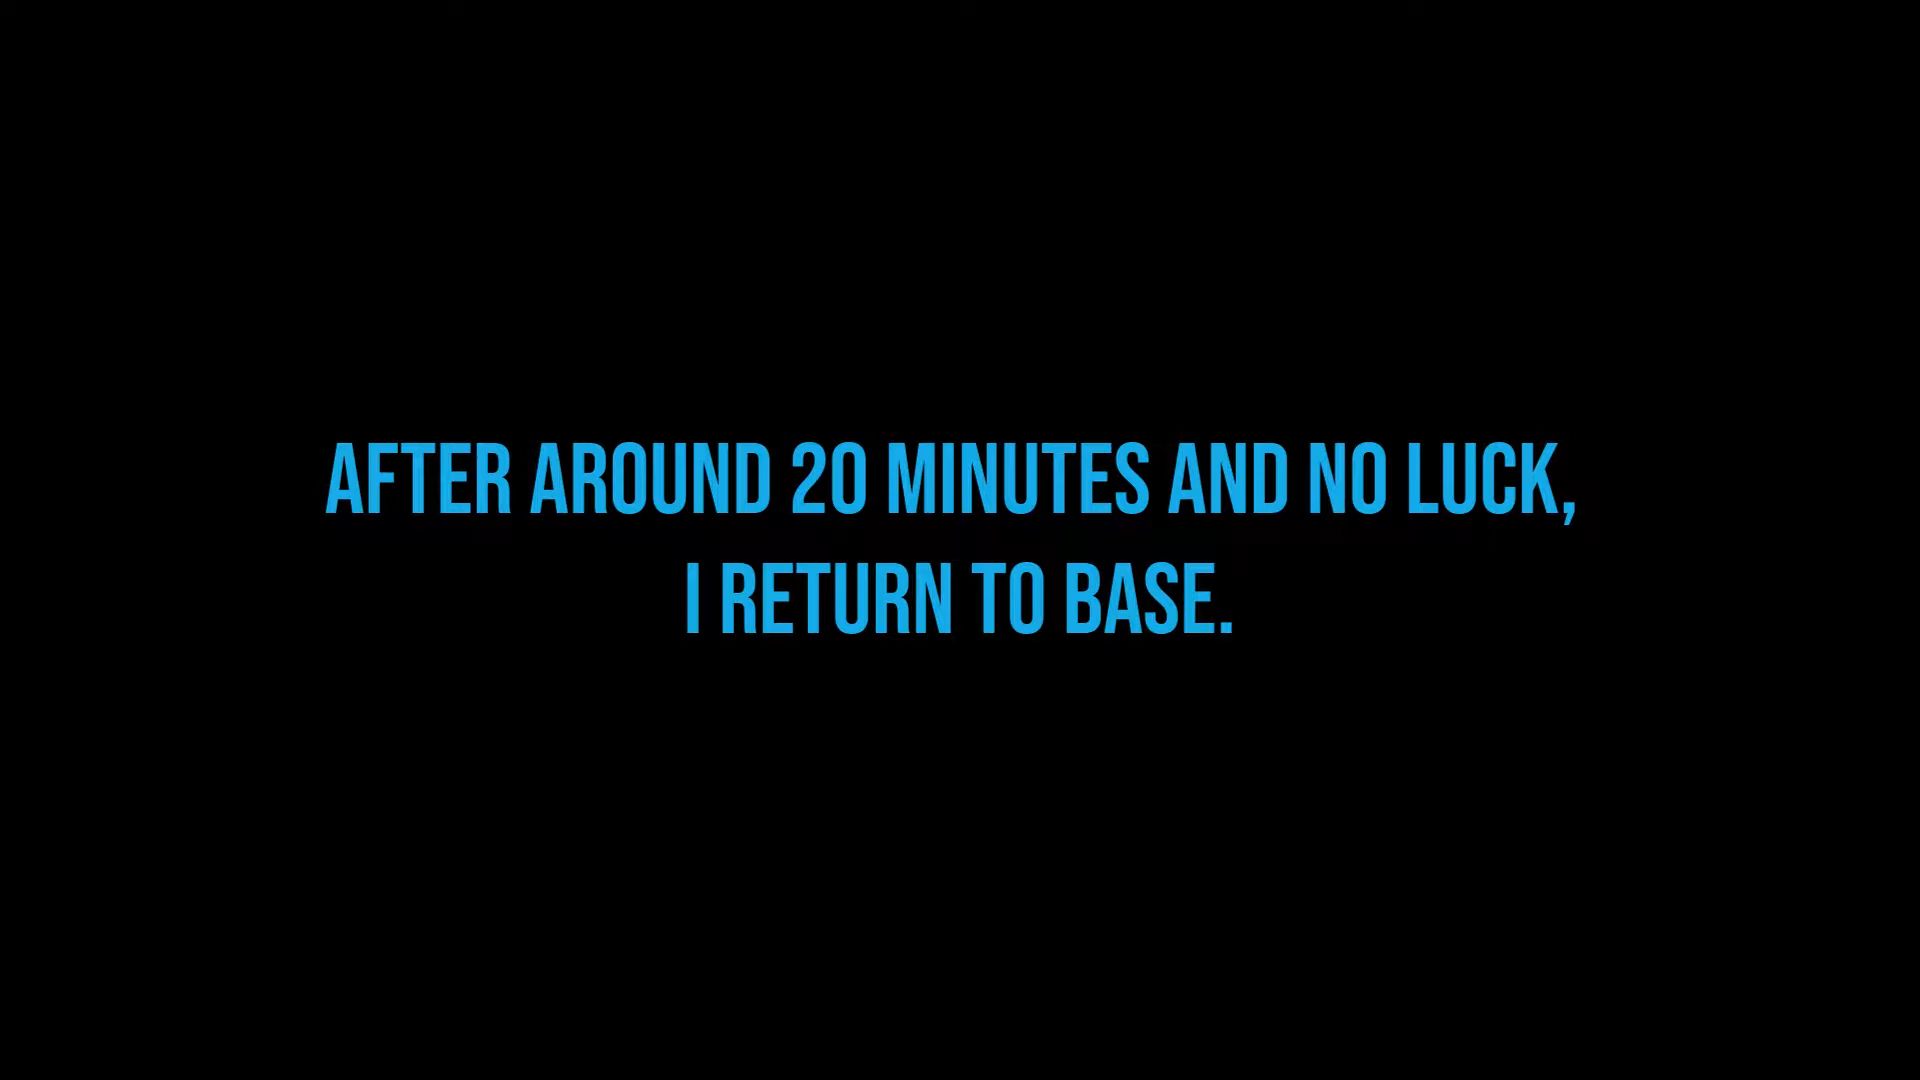 AFTER AROUND 20 MINUTES AND NO LUCK,
I RETURN TO BASE.